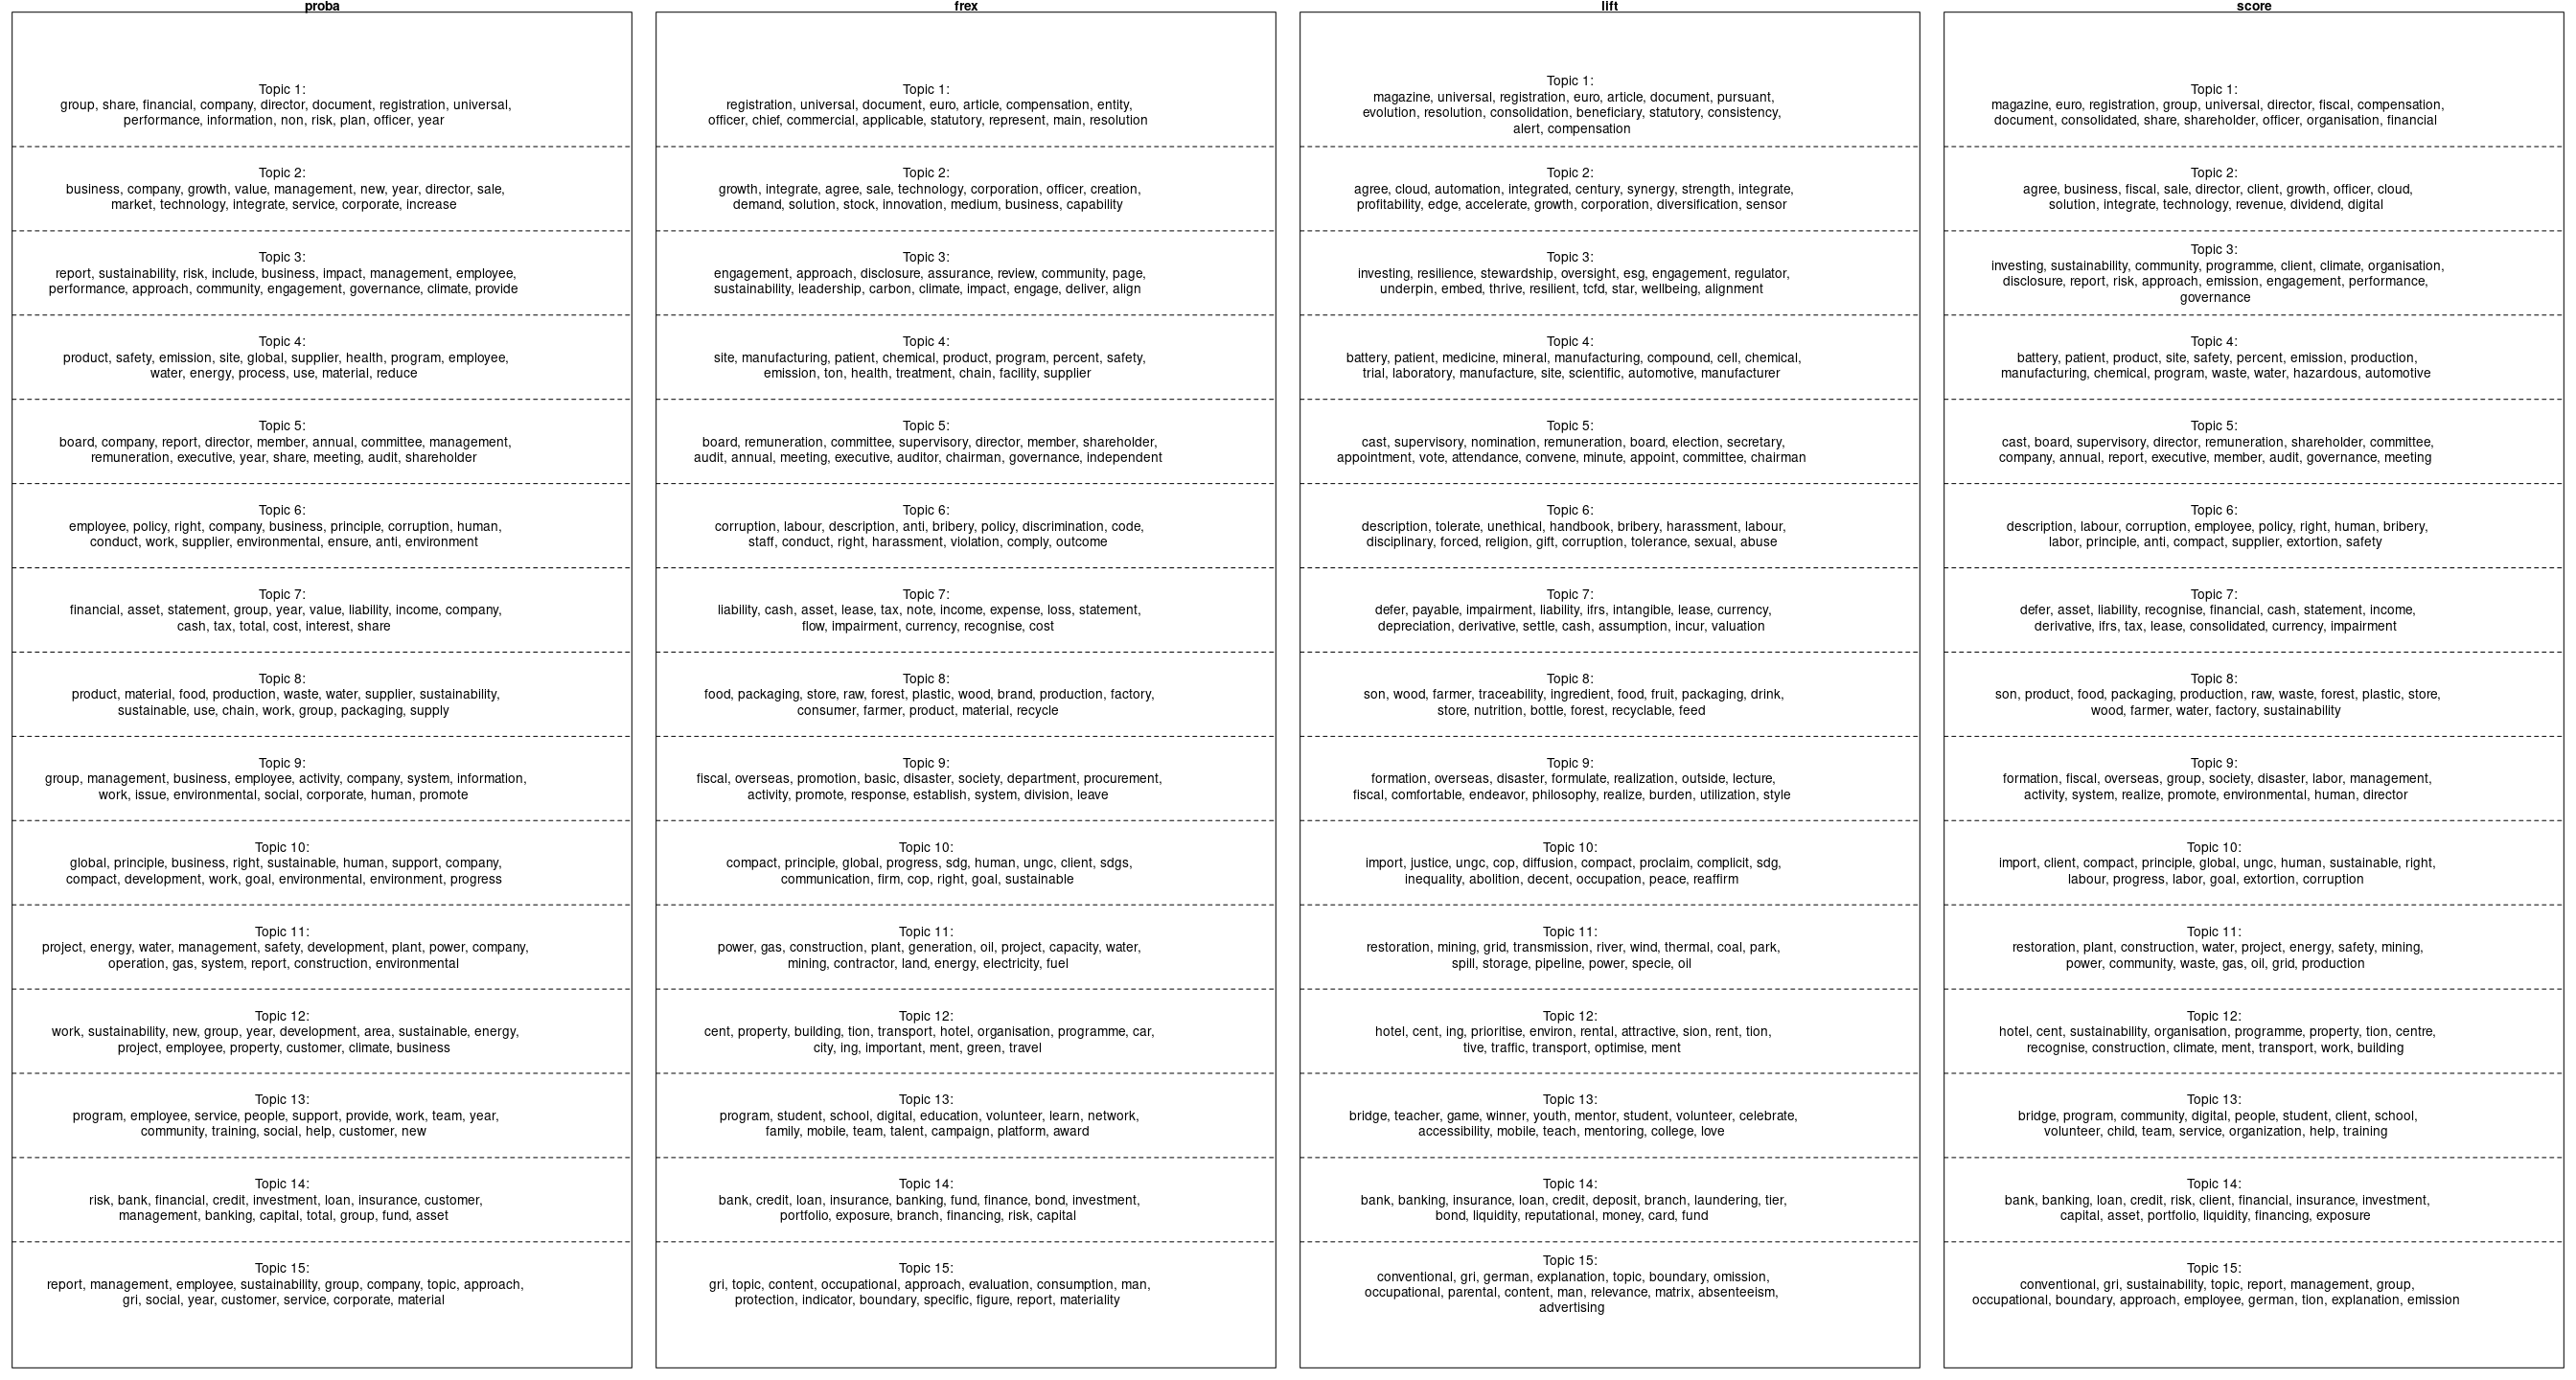 proba
Topic 1:
group, share, financial, company, director, document, registration, universal,
performance, information, non, risk, plan, officer, year
Topic 2:
business, company, growth, value, management, new, year, director, sale,
market, technology, integrate, service, corporate, increase
Topic 3:
report, sustainability, risk, include, business, impact, management, employee,
performance, approach, community, engagement, governance, climate, provide
Topic 4:
product, safety, emission, site, global, supplier, health, program, employee,
water, energy, process, use, material, reduce
Topic 5:
board, company, report, director, member, annual, committee, management,
remuneration, executive, year, share, meeting, audit, shareholder
Topic 6:
employee, policy, right, company, business, principle, corruption, human,
conduct, work, supplier, environmental, ensure, anti, environment
Topic 7:
financial, asset, statement, group, year, value, liability, income, company,
cash, tax, total, cost, interest, share
Topic 8:
product, material, food, production, waste, water, supplier, sustainability,
sustainable, use, chain, work, group, packaging, supply
Topic 9:
group, management, business, employee, activity, company, system, information,
work, issue, environmental, social, corporate, human, promote
Topic 10:
global, principle, business, right, sustainable, human, support, company,
compact, development, work, goal, environmental, environment, progress
Topic 11:
project, energy, water, management, safety, development, plant, power, company,
operation, gas, system, report, construction, environmental
Topic 12:
work, sustainability, new, group, year, development, area, sustainable, energy,
project, employee, property, customer, climate, business
Topic 13:
program, employee, service, people, support, provide, work, team, year,
community, training, social, help, customer, new
Topic 14:
risk, bank, financial, credit, investment, loan, insurance, customer,
management, banking, capital, total, group, fund, asset
Topic 15:
report, management, employee, sustainability, group, company, topic, approach,
gri, social, year, customer, service, corporate, material
frex
Topic 1:
registration, universal, document, euro, article, compensation, entity,
officer, chief, commercial, applicable, statutory, represent, main, resolution
Topic 2:
growth, integrate, agree, sale, technology, corporation, officer, creation,
demand, solution, stock, innovation, medium, business, capability
Topic 3:
engagement, approach, disclosure, assurance, review, community, page,
sustainability, leadership, carbon, climate, impact, engage, deliver, align
Topic 4:
site, manufacturing, patient, chemical, product, program, percent, safety,
emission, ton, health, treatment, chain, facility, supplier
Topic 5:
board, remuneration, committee, supervisory, director, member, shareholder,
audit, annual, meeting, executive, auditor, chairman, governance, independent
Topic 6:
corruption, labour, description, anti, bribery, policy, discrimination, code,
staff, conduct, right, harassment, violation, comply, outcome
Topic 7:
liability, cash, asset, lease, tax, note, income, expense, loss, statement,
flow, impairment, currency, recognise, cost
Topic 8:
food, packaging, store, raw, forest, plastic, wood, brand, production, factory,
consumer, farmer, product, material, recycle
Topic 9:
fiscal, overseas, promotion, basic, disaster, society, department, procurement,
activity, promote, response, establish, system, division, leave
Topic 10:
compact, principle, global, progress, sdg, human, ungc, client, sdgs,
communication, firm, cop, right, goal, sustainable
Topic 11:
power, gas, construction, plant, generation, oil, project, capacity, water,
mining, contractor, land, energy, electricity, fuel
Topic 12:
cent, property, building, tion, transport, hotel, organisation, programme, car,
city, ing, important, ment, green, travel
Topic 13:
program, student, school, digital, education, volunteer, learn, network,
family, mobile, team, talent, campaign, platform, award
Topic 14:
bank, credit, loan, insurance, banking, fund, finance, bond, investment,
portfolio, exposure, branch, financing, risk, capital
Topic 15:
gri, topic, content, occupational, approach, evaluation, consumption, man,
protection, indicator, boundary, specific, figure, report, materiality
lift
Topic 1:
magazine, universal, registration, euro, article, document, pursuant,
evolution, resolution, consolidation, beneficiary, statutory, consistency,
alert, compensation
Topic 2:
agree, cloud, automation, integrated, century, synergy, strength, integrate,
profitability, edge, accelerate, growth, corporation, diversification, sensor
Topic 3:
investing, resilience, stewardship, oversight, esg, engagement, regulator,
underpin, embed, thrive, resilient, tcfd, star, wellbeing, alignment
Topic 4:
battery, patient, medicine, mineral, manufacturing, compound, cell, chemical,
trial, laboratory, manufacture, site, scientific, automotive, manufacturer
Topic 5:
cast, supervisory, nomination, remuneration, board, election, secretary,
appointment, vote, attendance, convene, minute, appoint, committee, chairman
Topic 6:
description, tolerate, unethical, handbook, bribery, harassment, labour,
disciplinary, forced, religion, gift, corruption, tolerance, sexual, abuse
Topic 7:
defer, payable, impairment, liability, ifrs, intangible, lease, currency,
depreciation, derivative, settle, cash, assumption, incur, valuation
Topic 8:
son, wood, farmer, traceability, ingredient, food, fruit, packaging, drink,
store, nutrition, bottle, forest, recyclable, feed
Topic 9:
formation, overseas, disaster, formulate, realization, outside, lecture,
fiscal, comfortable, endeavor, philosophy, realize, burden, utilization, style
Topic 10:
import, justice, ungc, cop, diffusion, compact, proclaim, complicit, sdg,
inequality, abolition, decent, occupation, peace, reaffirm
Topic 11:
restoration, mining, grid, transmission, river, wind, thermal, coal, park,
spill, storage, pipeline, power, specie, oil
Topic 12:
hotel, cent, ing, prioritise, environ, rental, attractive, sion, rent, tion,
tive, traffic, transport, optimise, ment
Topic 13:
bridge, teacher, game, winner, youth, mentor, student, volunteer, celebrate,
accessibility, mobile, teach, mentoring, college, love
Topic 14:
bank, banking, insurance, loan, credit, deposit, branch, laundering, tier,
bond, liquidity, reputational, money, card, fund
Topic 15:
conventional, gri, german, explanation, topic, boundary, omission,
occupational, parental, content, man, relevance, matrix, absenteeism,
advertising
score
Topic 1:
magazine, euro, registration, group, universal, director, fiscal, compensation,
document, consolidated, share, shareholder, officer, organisation, financial
Topic 2:
agree, business, fiscal, sale, director, client, growth, officer, cloud,
solution, integrate, technology, revenue, dividend, digital
Topic 3:
investing, sustainability, community, programme, client, climate, organisation,
disclosure, report, risk, approach, emission, engagement, performance,
governance
Topic 4:
battery, patient, product, site, safety, percent, emission, production,
manufacturing, chemical, program, waste, water, hazardous, automotive
Topic 5:
cast, board, supervisory, director, remuneration, shareholder, committee,
company, annual, report, executive, member, audit, governance, meeting
Topic 6:
description, labour, corruption, employee, policy, right, human, bribery,
labor, principle, anti, compact, supplier, extortion, safety
Topic 7:
defer, asset, liability, recognise, financial, cash, statement, income,
derivative, ifrs, tax, lease, consolidated, currency, impairment
Topic 8:
son, product, food, packaging, production, raw, waste, forest, plastic, store,
wood, farmer, water, factory, sustainability
Topic 9:
formation, fiscal, overseas, group, society, disaster, labor, management,
activity, system, realize, promote, environmental, human, director
Topic 10:
import, client, compact, principle, global, ungc, human, sustainable, right,
labour, progress, labor, goal, extortion, corruption
Topic 11:
restoration, plant, construction, water, project, energy, safety, mining,
power, community, waste, gas, oil, grid, production
Topic 12:
hotel, cent, sustainability, organisation, programme, property, tion, centre,
recognise, construction, climate, ment, transport, work, building
Topic 13:
bridge, program, community, digital, people, student, client, school,
volunteer, child, team, service, organization, help, training
Topic 14:
bank, banking, loan, credit, risk, client, financial, insurance, investment,
capital, asset, portfolio, liquidity, financing, exposure
Topic 15:
conventional, gri, sustainability, topic, report, management, group,
occupational, boundary, approach, employee, german, tion, explanation, emission